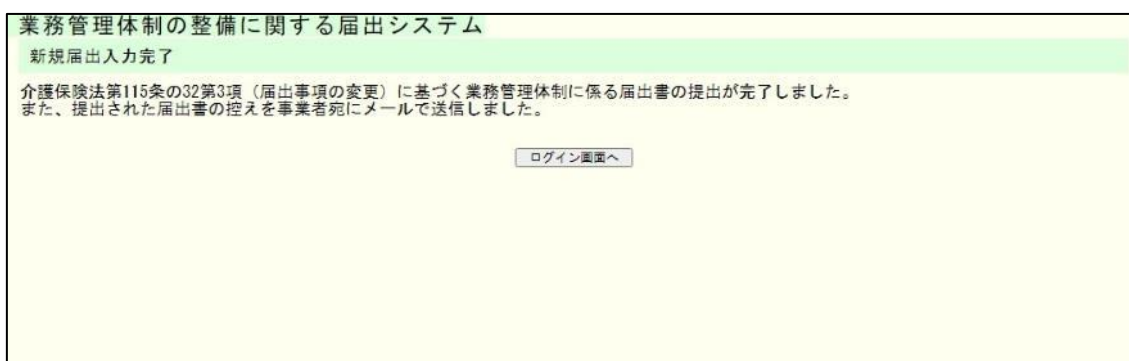 業務管理体制の整備に関する届出システム
新規届出入力完了
介護保険法第115条の32第3項（届出事項の変更）に基づく業務管理体制に係る届出書の提出が完了しました。
また、提出された届出書の控えを事業者宛にメールで送信しました。
ログイン画面へ